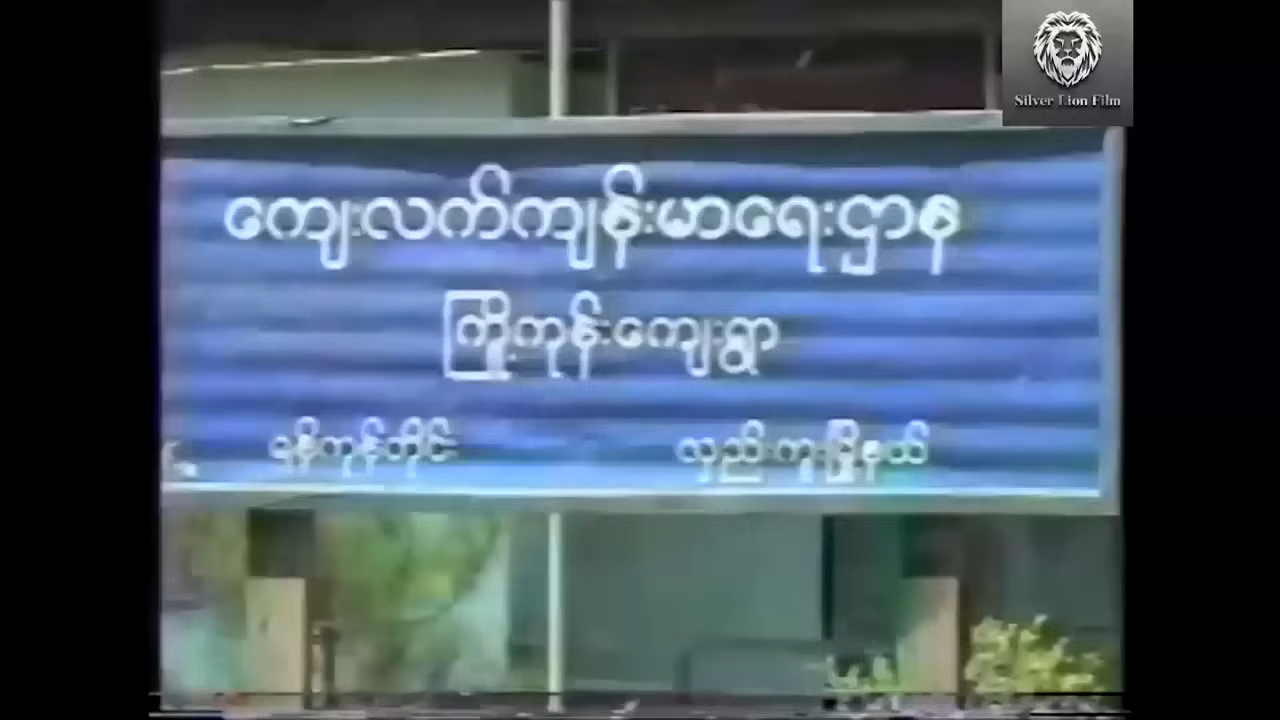 Silver Lion Film
ကျေးလက်ကျန်းမာရေးဌာန
ကြို့ကုန်းကျေးရွာ
ရန်ကုန်တိုင်း လှည်းကူးမြို့နယ်